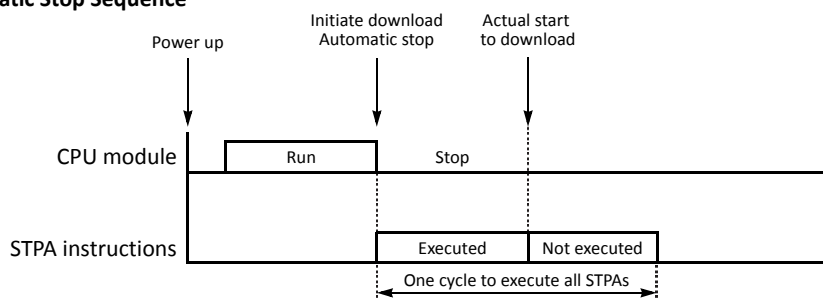 atic Stop Sequence
Power up
Initiate download
Automatic stop
Actual start
to download
CPU module
Run
Stop
STPA instructions
Executed
Not executed
One cycle to execute all STPAs